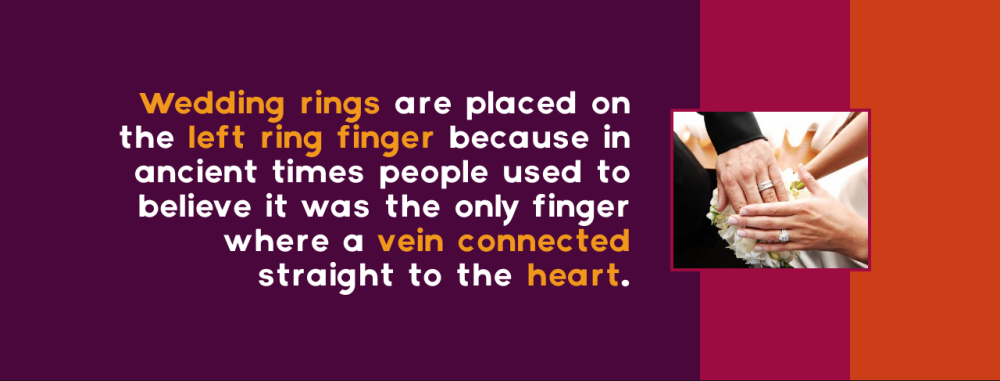 Wedding rings are placed on
the left ring finger because in
ancient times people used to
believe it was the only finger
where a vein connected
straight to the heart.